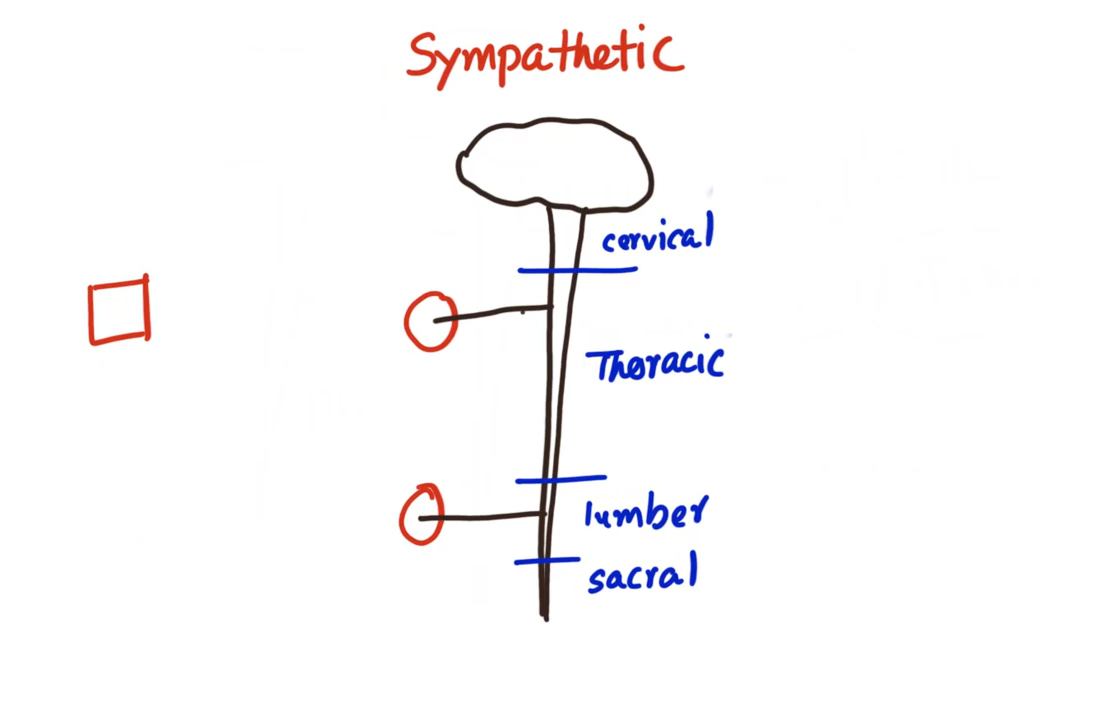 Sympathetic
cervical
Thoracic
lumber
sacral